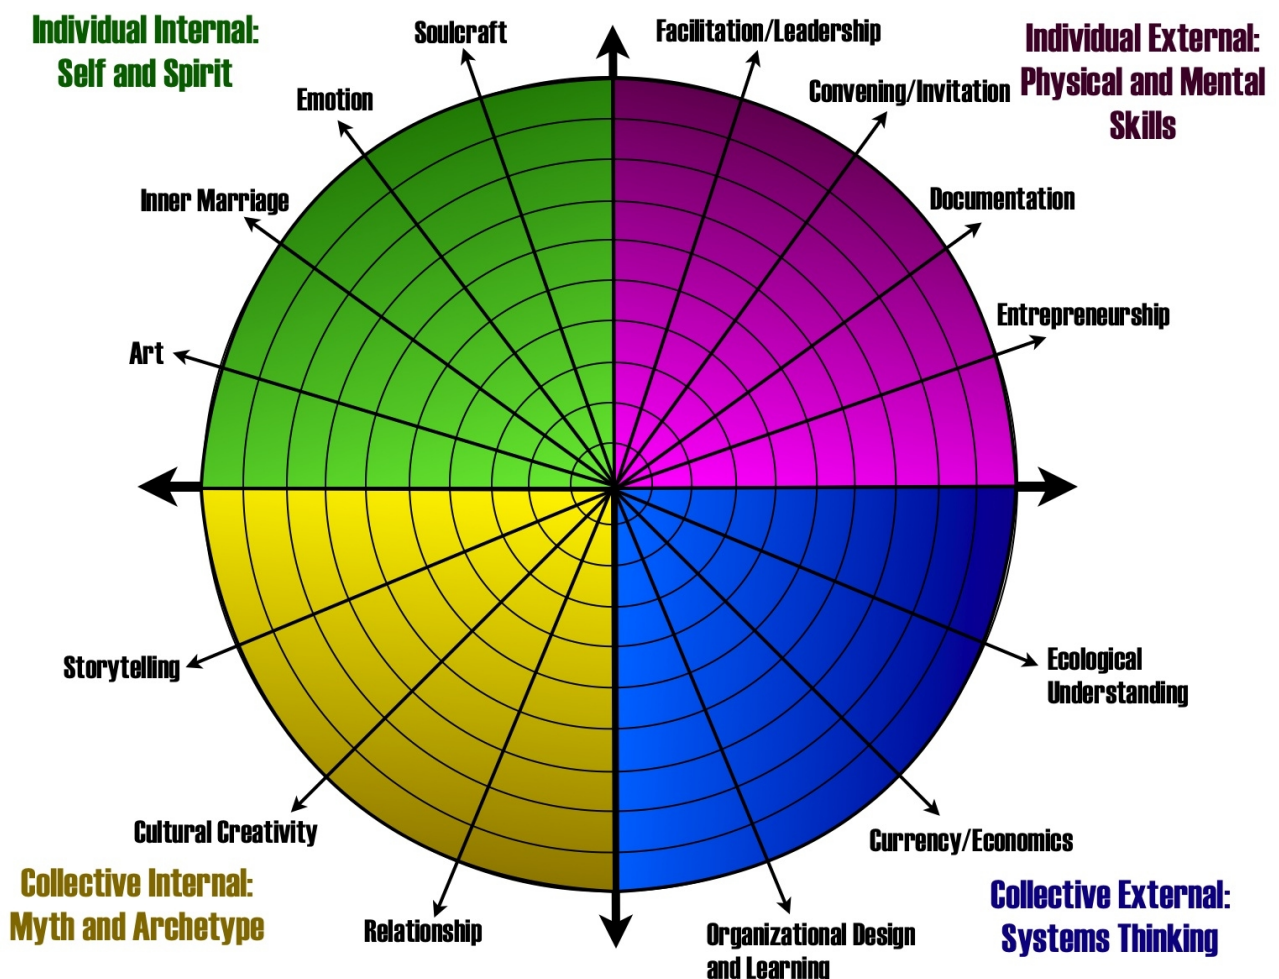 Individual Internal:
Self and Spirit
Soulcraft
Facilitation/Leadership
Individual External:
Physical and Mental
Skills
Emotion
Convening/Invitation
Inner Marriage
Documentation
Art
Entrepreneurship
Storytelling
Ecological
Understanding
Cultural Creativity
Currency/Economics
Collective Internal:
Myth and Archetype
Relationship
Organizational Design
and Learning
Collective External:
Systems Thinking